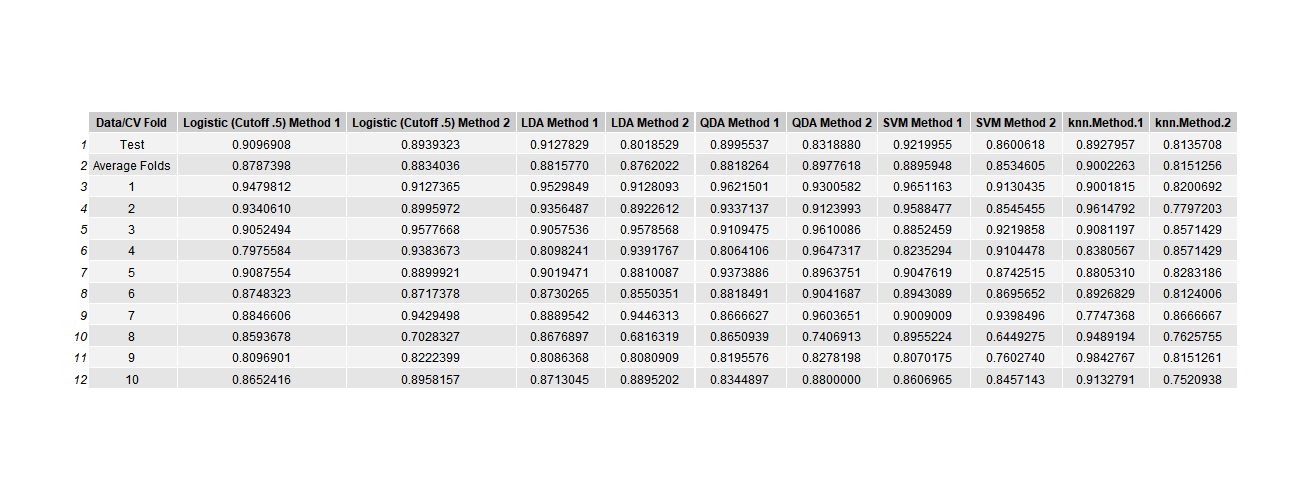 Data/CV Fold Logistic (Cutoff .5) Method 1 Logistic (Cutoff .5) Method 2 LDA Method 1 LDA Method 2 QDA Method 1 QDA Method 2 SVM Method 1 SVM Method 2 knn.Method.1 knn.Method.2
1 Test 0.9096908 0.8939323 0.9127829 0.8018529 0.8995537 0.8318880 0.9219955 0.8600618 0.8927957 0.8135708
2 Average Folds 0.8787398 0.8834036 0.8815770 0.8762022 0.8818264 0.8977618 0.8895948 0.8534605 0.9002263 0.8151256
3 1 0.9479812 0.9127365 0.9529849 0.9128093 0.9621501 0.9300582 0.9651163 0.9130435 0.9001815 0.8200692
4 2 0.9340610 0.8995972 0.9356487 0.8922612 0.9337137 0.9123993 0.9588477 0.8545455 0.9614792 0.7797203
5 3 0.9052494 0.9577668 0.9057536 0.9578568 0.9109475 0.9610086 0.8852459 0.9219858 0.9081197 0.8571429
6 4 0.7975584 0.9383673 0.8098241 0.9391767 0.8064106 0.9647317 0.8235294 0.9104478 0.8380567 0.8571429
7 5 0.9087554 0.8899921 0.9019471 0.8810087 0.9373886 0.8963751 0.9047619 0.8742515 0.8805310 0.8283186
8 6 0.8748323 0.8717378 0.8730265 0.8550351 0.8818491 0.9041687 0.8943089 0.8695652 0.8926829 0.8124006
9 7 0.8846606 0.9429498 0.8889542 0.9446313 0.8666627 0.9603651 0.9009009 0.9398496 0.7747368 0.8666667
10 8 0.8593678 0.7028327 0.8676897 0.6816319 0.8650939 0.7406913 0.8955224 0.6449275 0.9489194 0.7625755
11 9 0.8096901 0.8222399 0.8086368 0.8080909 0.8195576 0.8278198 0.8070175 0.7602740 0.9842767 0.8151261
12 10 0.8652416 0.8958157 0.8713045 0.8895202 0.8344897 0.8800000 0.8606965 0.8457143 0.9132791 0.7520938